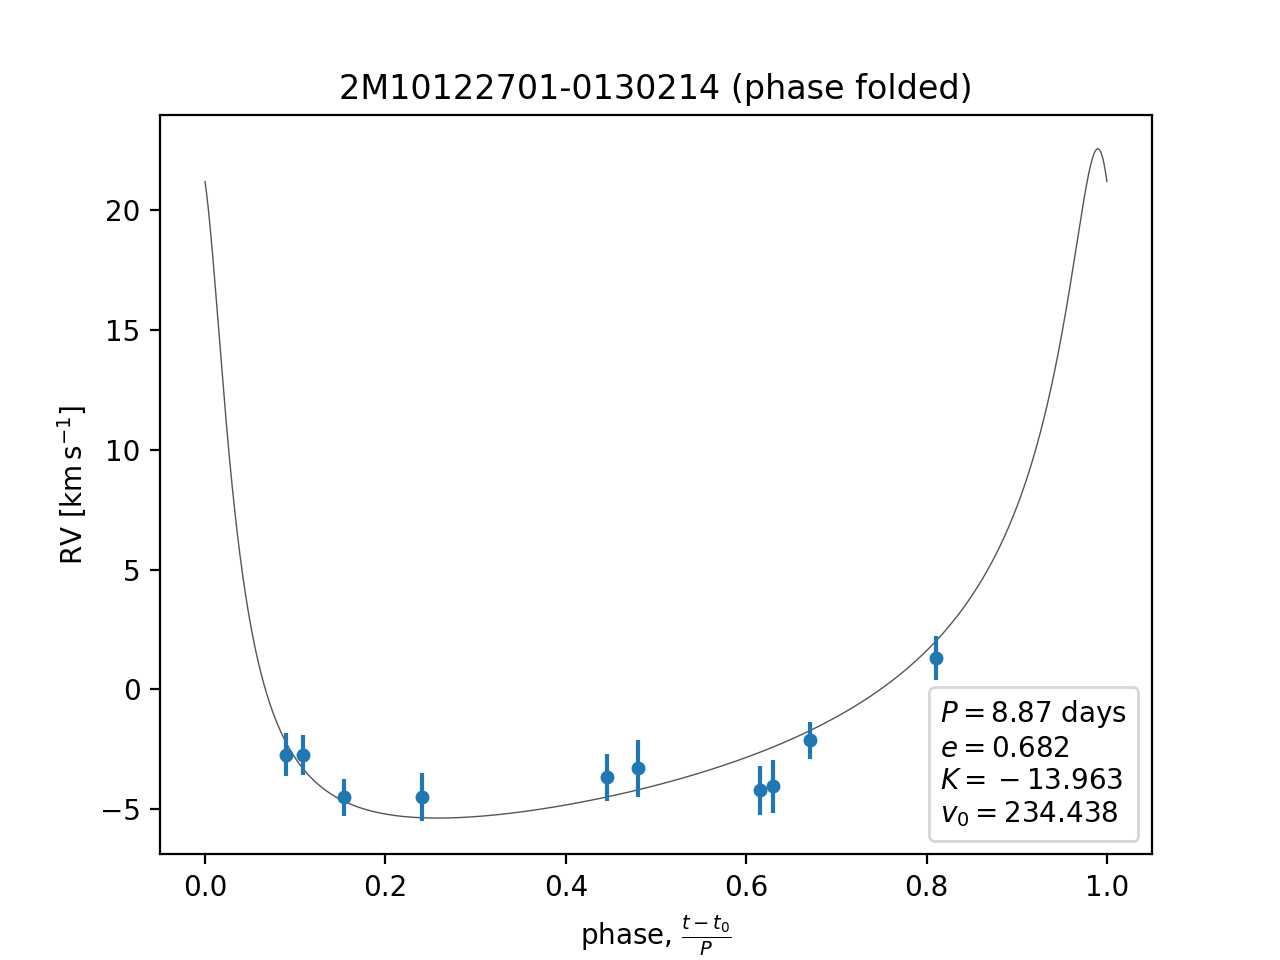 2M10122701-0130214 (phase folded)
RV [km s⁻¹]
20
15
10
5
0
−5
P = 8.87 days
e = 0.682
K = −13.963
v₀ = 234.438
0.0 0.2 0.4 0.6 0.8 1.0
phase, (t − t₀)/P